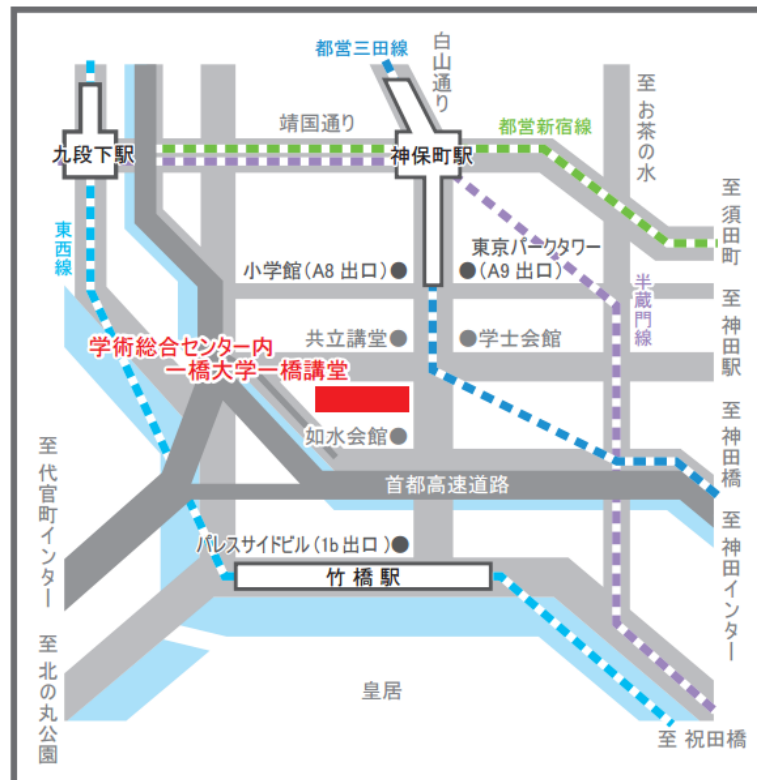 都営三田線
白山通り
靖国通り
都営新宿線
至 お茶の水
九段下駅
神保町駅
至 須田町
東西線
小学館(A8 出口)●
東京パークタワー
●(A9 出口)
半蔵門線
至 神田駅
共立講堂●
●学士会館
学術総合センター内
一橋大学一橋講堂
如水会館●
至 神田橋
至 代官町インター
首都高速道路
至 神田インター
パレスサイドビル(1b 出口)●
竹橋駅
至 北の丸公園
皇居
至 祝田橋